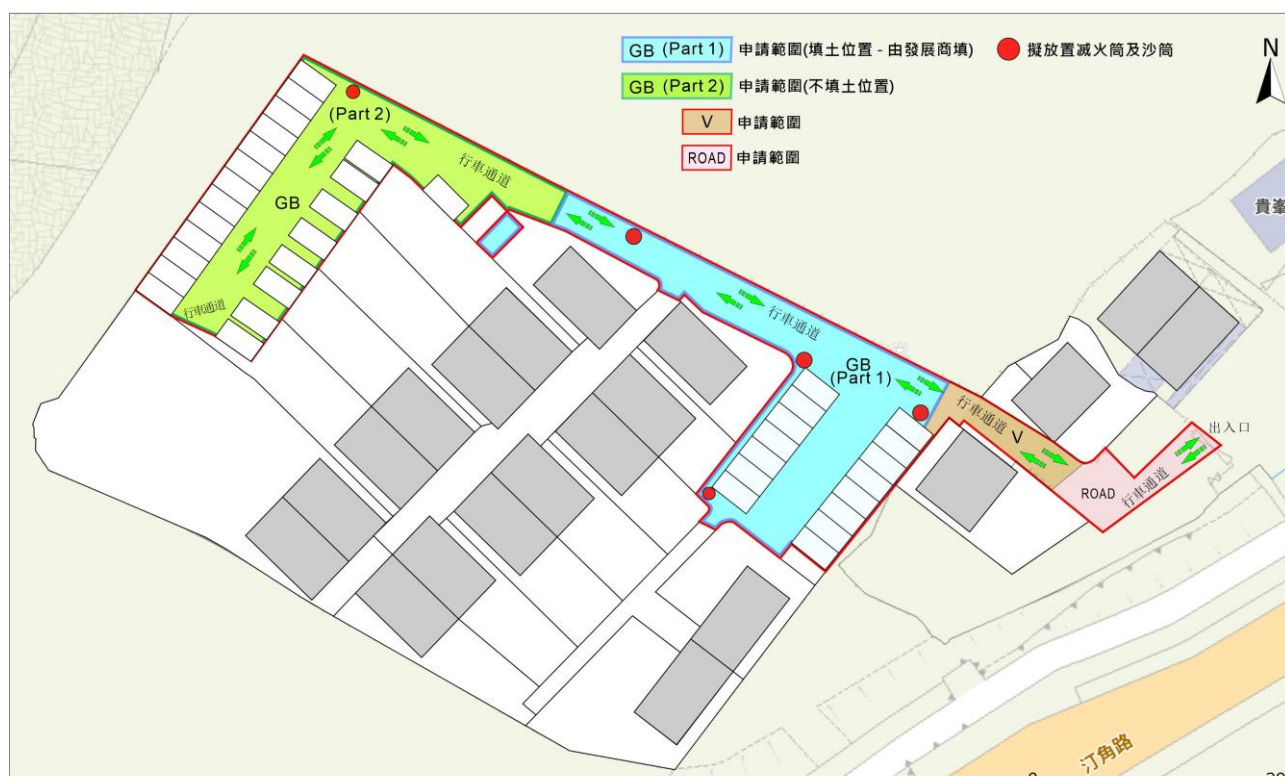 GB (Part 1) 申請範圍(填土位置 - 由發展商填)
擬放置滅火筒及沙筒
GB (Part 2) 申請範圍(不填土位置)
V 申請範圍
ROAD 申請範圍
N
(Part 2)
行車通道
GB
行車通道
行車通道
GB
(Part 1)
行車通道
V
出入口
ROAD
行車通道
貴峯
汀角路